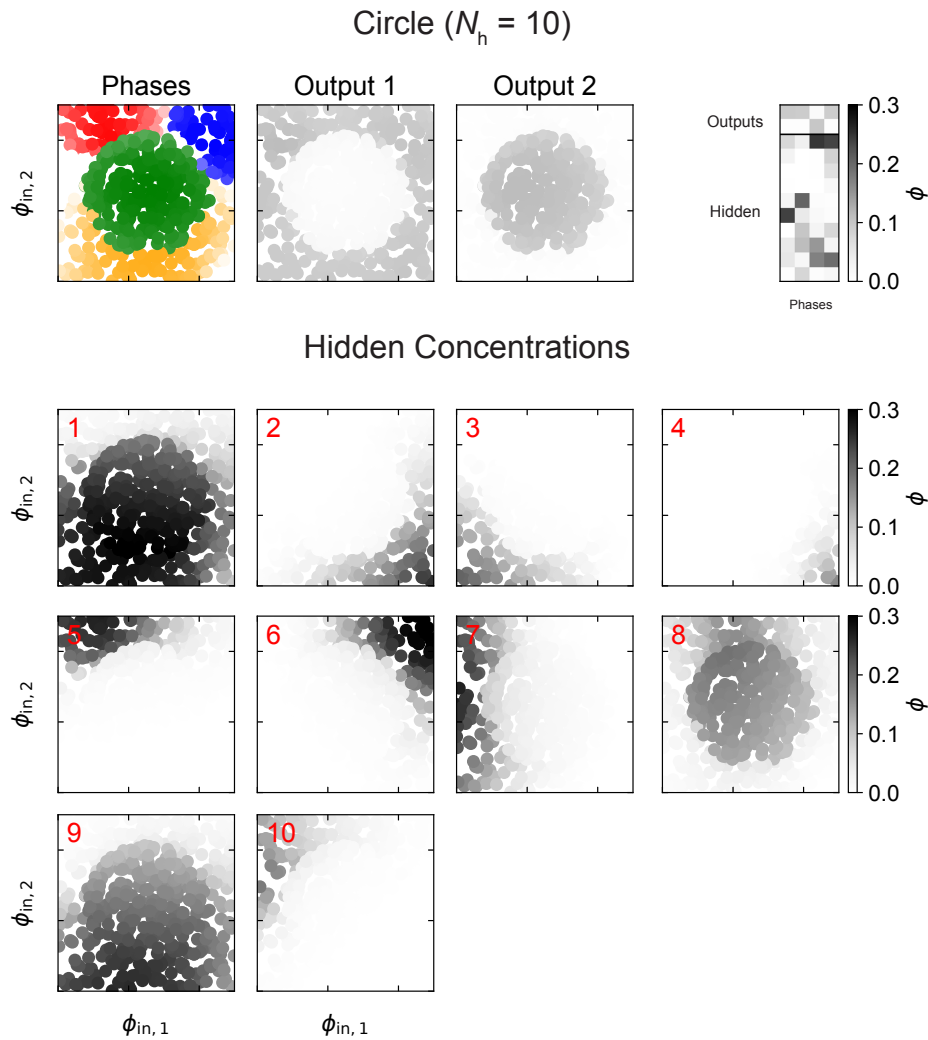 Circle (Nh = 10)
Phases
Output 1
Output 2
ϕin, 2
Outputs
Hidden
Phases
0.3
0.2
0.1
0.0
ϕ
Hidden Concentrations
1
2
3
4
ϕin, 2
0.3
0.2
0.1
0.0
ϕ
5
6
7
8
ϕin, 2
0.3
0.2
0.1
0.0
ϕ
9
10
ϕin, 2
ϕin, 1
ϕin, 1